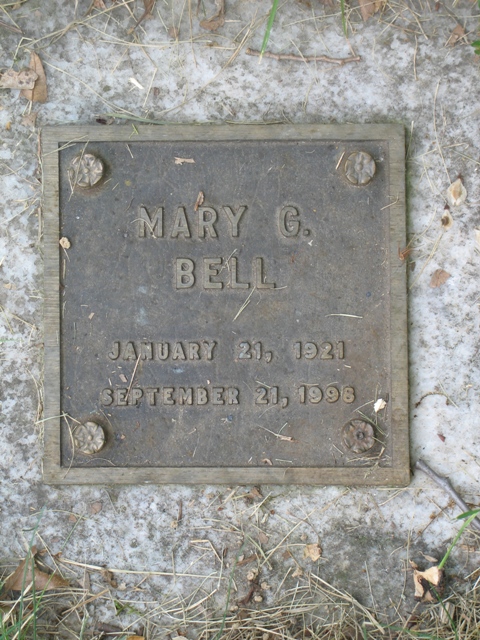 MARY G.
BELL
JANUARY 21, 1921
SEPTEMBER 21, 1998